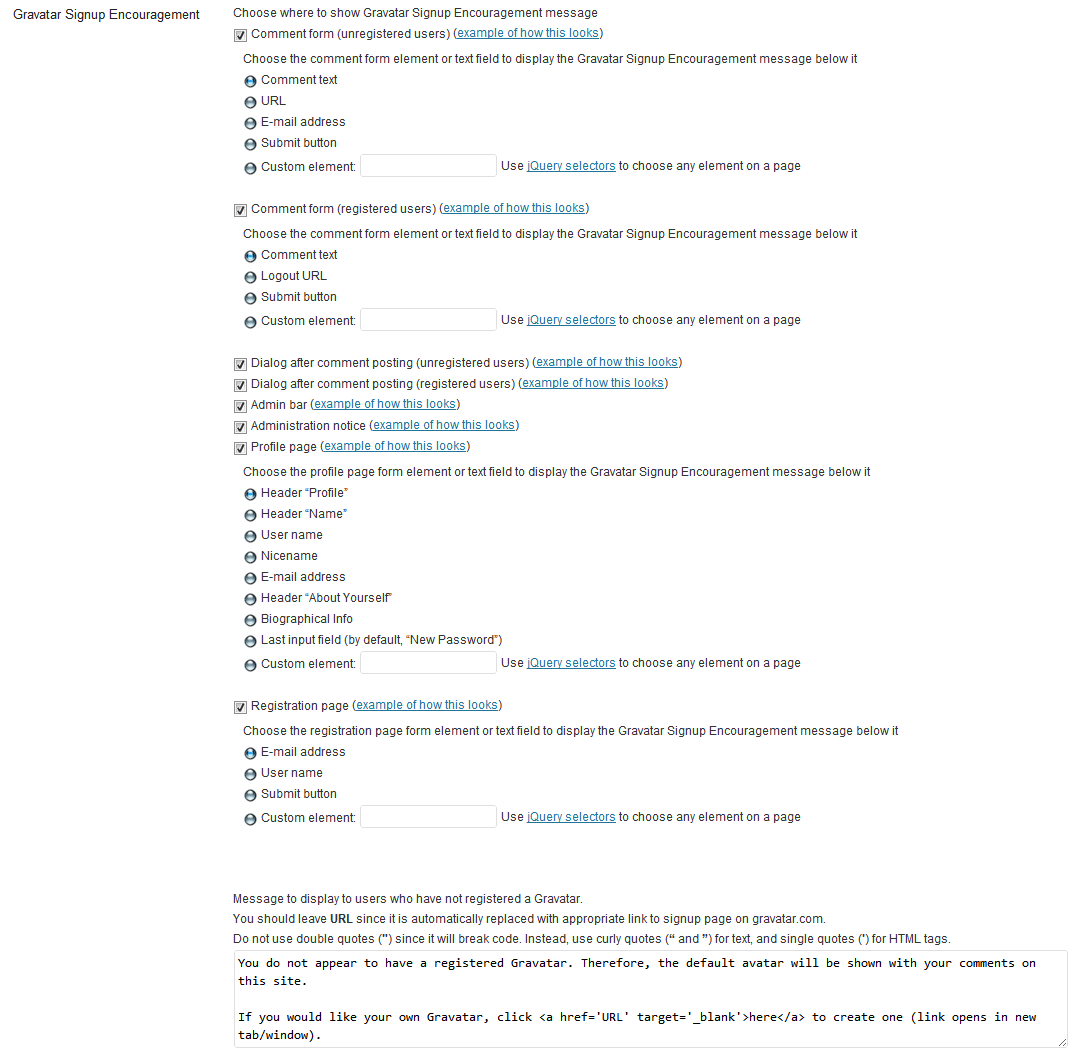 Gravatar Signup Encouragement
Choose where to show Gravatar Signup Encouragement message
Comment form (unregistered users) (example of how this looks)
Choose the comment form element or text field to display the Gravatar Signup Encouragement message below it
Comment text
URL
E-mail address
Submit button
Custom element: Use jQuery selectors to choose any element on a page
Comment form (registered users) (example of how this looks)
Choose the comment form element or text field to display the Gravatar Signup Encouragement message below it
Comment text
Logout URL
Submit button
Custom element: Use jQuery selectors to choose any element on a page
Dialog after comment posting (unregistered users) (example of how this looks)
Dialog after comment posting (registered users) (example of how this looks)
Admin bar (example of how this looks)
Administration notice (example of how this looks)
Profile page (example of how this looks)
Choose the profile page form element or text field to display the Gravatar Signup Encouragement message below it
Header “Profile”
Header “Name”
User name
Nicename
E-mail address
Header “About Yourself”
Biographical Info
Last input field (by default, “New Password”)
Custom element: Use jQuery selectors to choose any element on a page
Registration page (example of how this looks)
Choose the registration page form element or text field to display the Gravatar Signup Encouragement message below it
E-mail address
User name
Submit button
Custom element: Use jQuery selectors to choose any element on a page
Message to display to users who have not registered a Gravatar.
You should leave URL since it is automatically replaced with appropriate link to signup page on gravatar.com.
Do not use double quotes (") since it will break code. Instead, use curly quotes (“ and ”) for text, and single quotes (') for HTML tags.
You do not appear to have a registered Gravatar. Therefore, the default avatar will be shown with your comments on
this site.
If you would like your own Gravatar, click <a href='URL' target='_blank'>here</a> to create one (link opens in new
tab/window).